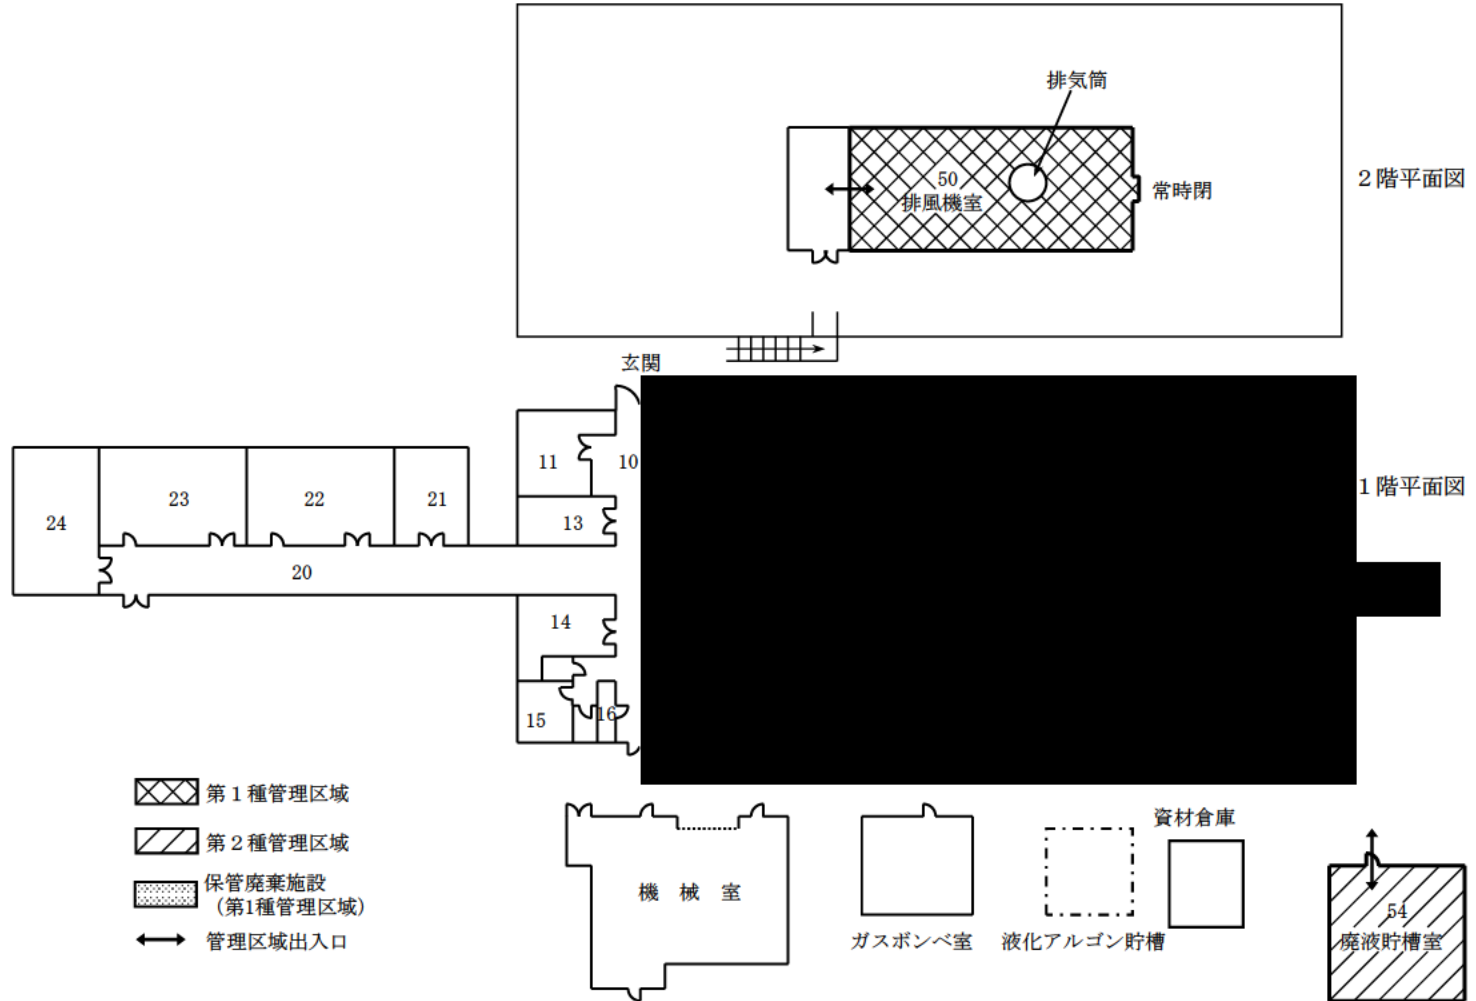 排気筒
50
排風機室
常時閉
2階平面図
玄関
11
10
1階平面図
24
23
22
21
13
20
14
15
16
第1種管理区域
第2種管理区域
保管廃棄施設
(第1種管理区域)
管理区域出入口
機 械 室
ガスボンベ室
液化アルゴン貯槽
資材倉庫
54
廃液貯槽室